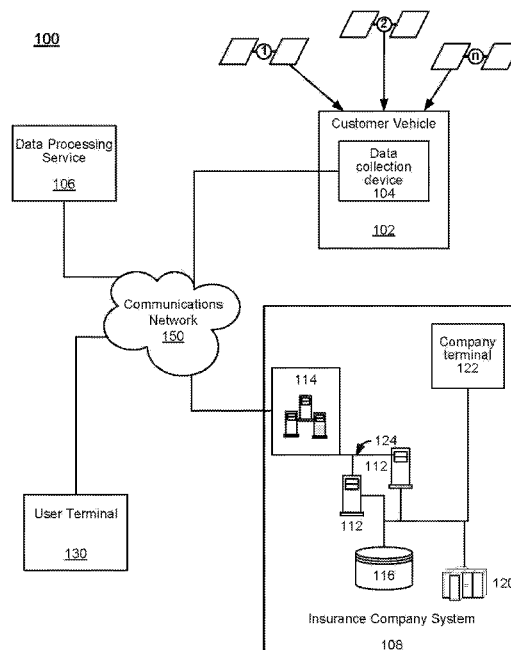 100
1
2
n
Customer Vehicle
Data
collection
device
104
102
Data Processing
Service
106
Communications
Network
150
Company
terminal
122
114
124
112
112
User Terminal
130
116
120
Insurance Company System
108